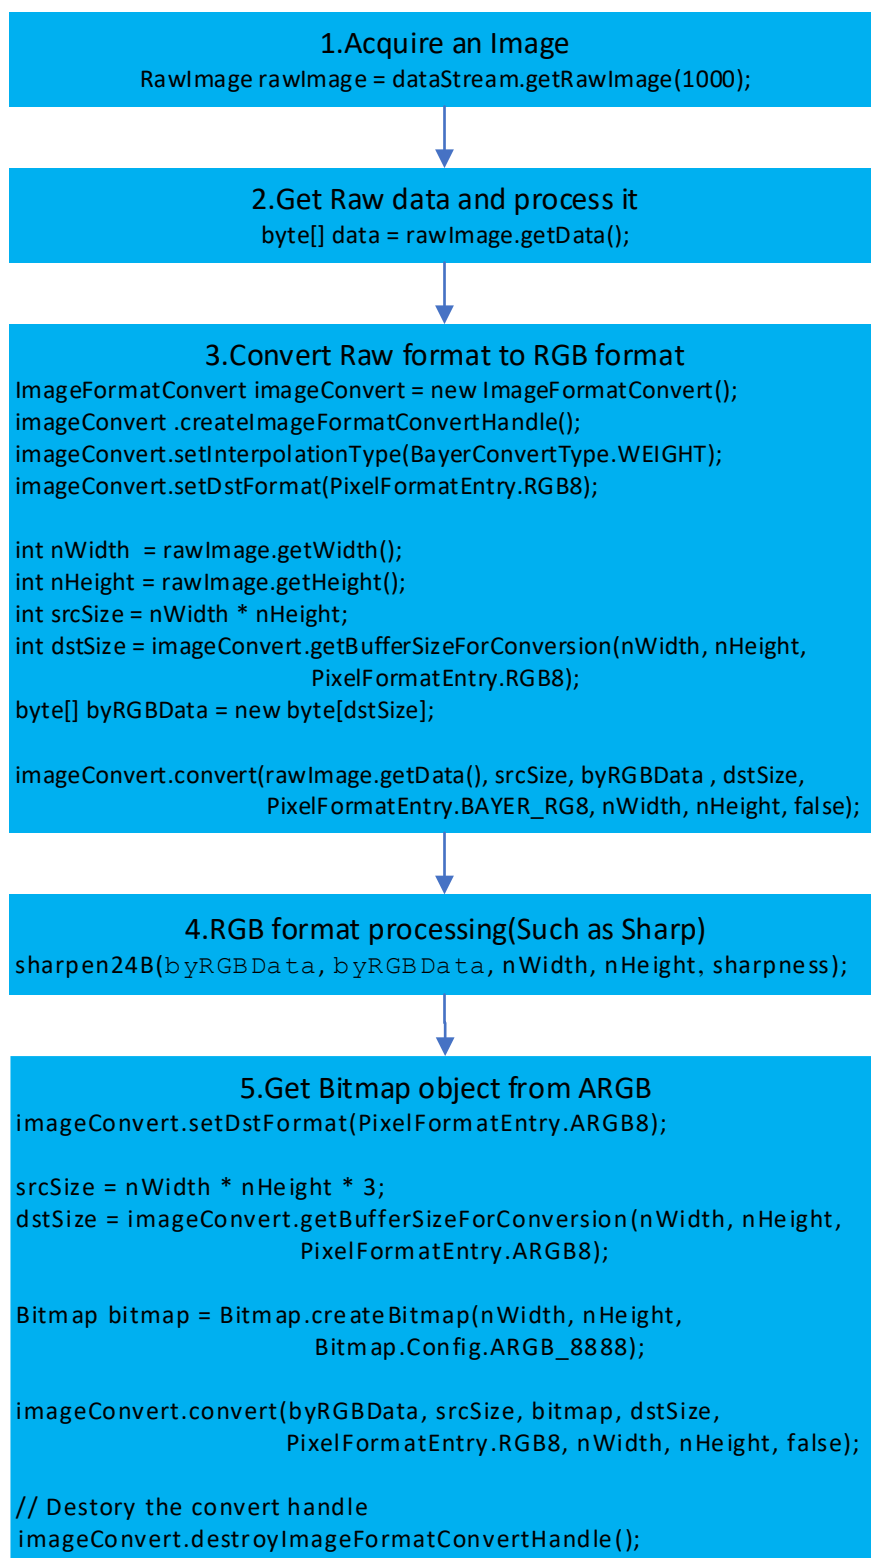 1.Acquire an Image
RawImage rawImage = dataStream.getRawImage(1000);
2.Get Raw data and process it
byte[] data = rawImage.getData();
3.Convert Raw format to RGB format
ImageFormatConvert imageConvert = new ImageFormatConvert();
imageConvert .createImageFormatConvertHandle();
imageConvert.setInterpolationType(BayerConvertType.WEIGHT);
imageConvert.setDstFormat(PixelFormatEntry.RGB8);
int nWidth  = rawImage.getWidth();
int nHeight = rawImage.getHeight();
int srcSize = nWidth * nHeight;
int dstSize = imageConvert.getBufferSizeForConversion(nWidth, nHeight,
PixelFormatEntry.RGB8);
byte[] byRGBData = new byte[dstSize];
imageConvert.convert(rawImage.getData(), srcSize, byRGBData , dstSize,
PixelFormatEntry.BAYER_RG8, nWidth, nHeight, false);
4.RGB format processing(Such as Sharp)
sharpen24B(byRGBData, byRGBData, nWidth, nHeight, sharpness);
5.Get Bitmap object from ARGB
imageConvert.setDstFormat(PixelFormatEntry.ARGB8);
srcSize = nWidth * nHeight * 3;
dstSize = imageConvert.getBufferSizeForConversion(nWidth, nHeight,
PixelFormatEntry.ARGB8);
Bitmap bitmap = Bitmap.createBitmap(nWidth, nHeight,
Bitmap.Config.ARGB_8888);
imageConvert.convert(byRGBData, srcSize, bitmap, dstSize,
PixelFormatEntry.RGB8, nWidth, nHeight, false);
// Destory the convert handle
imageConvert.destroyImageFormatConvertHandle();